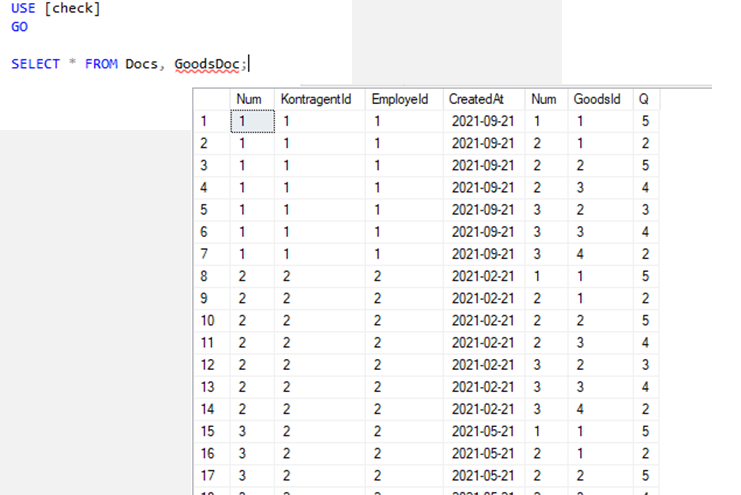 USE [check]
GO
SELECT * FROM Docs, GoodsDoc;
Num KontragentId EmployeId CreatedAt Num GoodsId Q
1 1 1 1 2021-09-21 1 1 5
2 1 1 1 2021-09-21 2 1 2
3 1 1 1 2021-09-21 2 2 5
4 1 1 1 2021-09-21 2 3 4
5 1 1 1 2021-09-21 3 2 3
6 1 1 1 2021-09-21 3 3 4
7 1 1 1 2021-09-21 3 4 2
8 2 2 2 2021-02-21 1 1 5
9 2 2 2 2021-02-21 2 1 2
10 2 2 2 2021-02-21 2 2 5
11 2 2 2 2021-02-21 2 3 4
12 2 2 2 2021-02-21 3 2 3
13 2 2 2 2021-02-21 3 3 4
14 2 2 2 2021-02-21 3 4 2
15 3 2 2 2021-05-21 1 1 5
16 3 2 2 2021-05-21 2 1 2
17 3 2 2 2021-05-21 2 2 5